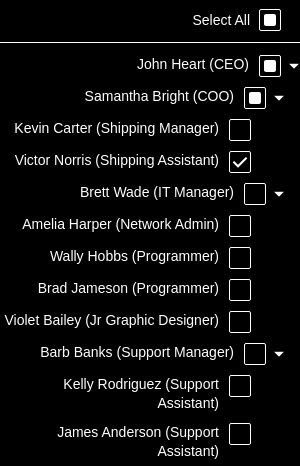 Select All
John Heart (CEO)
Samantha Bright (COO)
Kevin Carter (Shipping Manager)
Victor Norris (Shipping Assistant)
Brett Wade (IT Manager)
Amelia Harper (Network Admin)
Wally Hobbs (Programmer)
Brad Jameson (Programmer)
Violet Bailey (Jr Graphic Designer)
Barb Banks (Support Manager)
Kelly Rodriguez (Support
Assistant)
James Anderson (Support
Assistant)